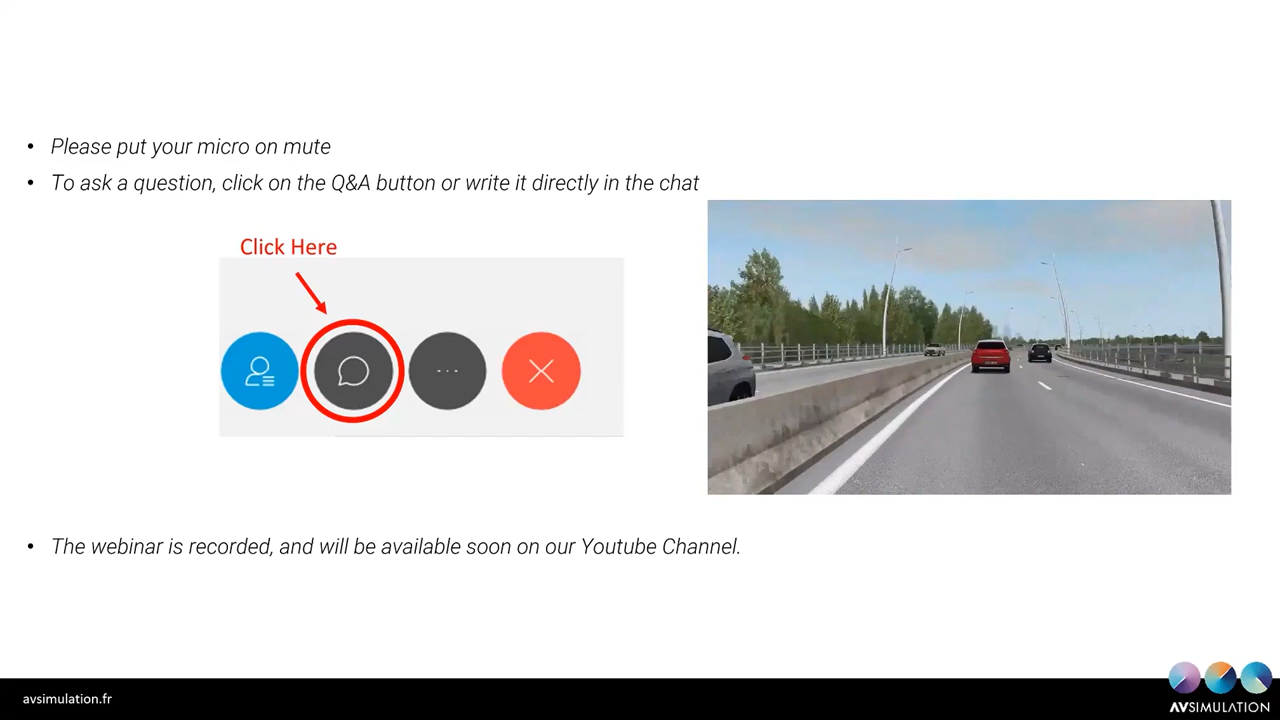 • Please put your micro on mute
• To ask a question, click on the Q&A button or write it directly in the chat
Click Here
• The webinar is recorded, and will be available soon on our Youtube Channel.
avsimulation.fr
AVSIMULATION